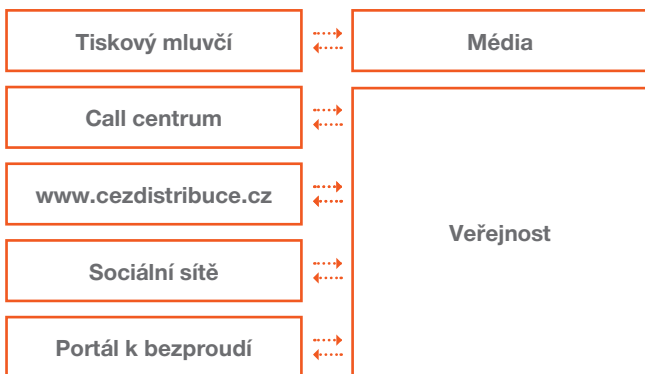 Tiskový mluvčí
Média
Call centrum
www.cezdistribuce.cz
Sociální sítě
Portál k bezproudí
Veřejnost